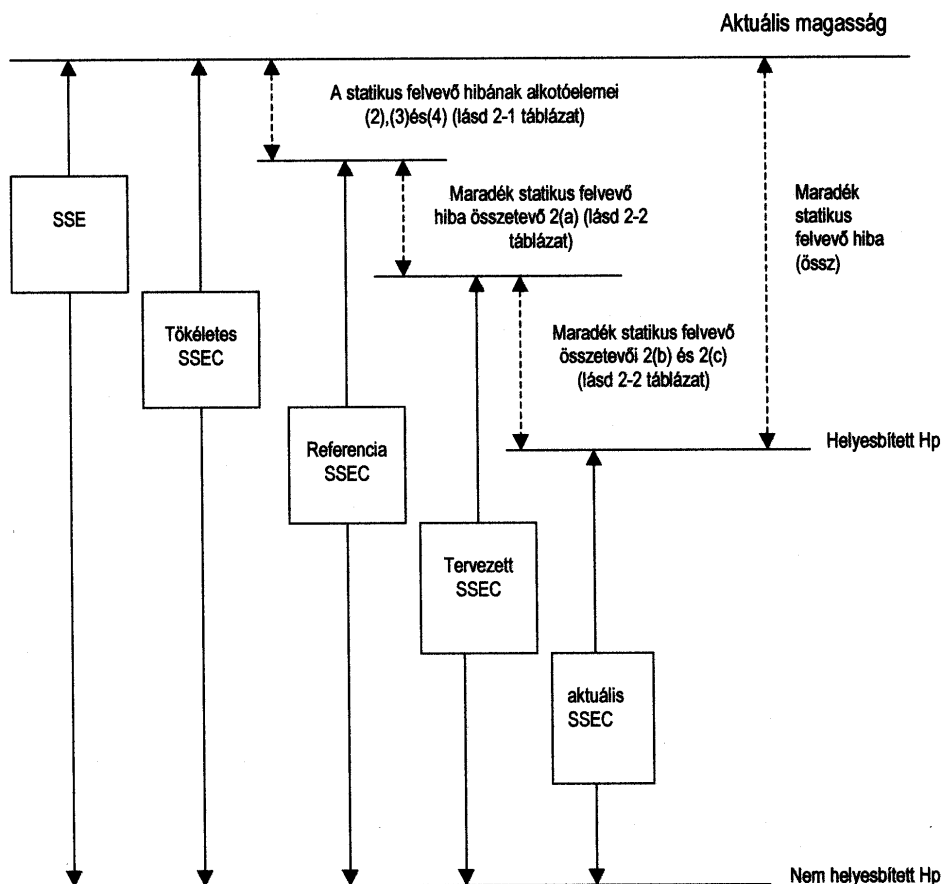 Aktuális magasság
A statikus felvevő hibának alkotóelemei
(2),(3)és(4) (lásd 2-1 táblázat)
SSE
Maradék statikus felvevő
hiba összetevő 2(a) (lásd 2-2
táblázat)
Maradék
statikus
felvevő hiba
(össz)
Tökéletes
SSEC
Maradék statikus felvevő
összetevői 2(b) és 2(c)
(lásd 2-2 táblázat)
Referencia
SSEC
Helyesbített Hp
Tervezett
SSEC
aktuális
SSEC
Nem helyesbített Hp